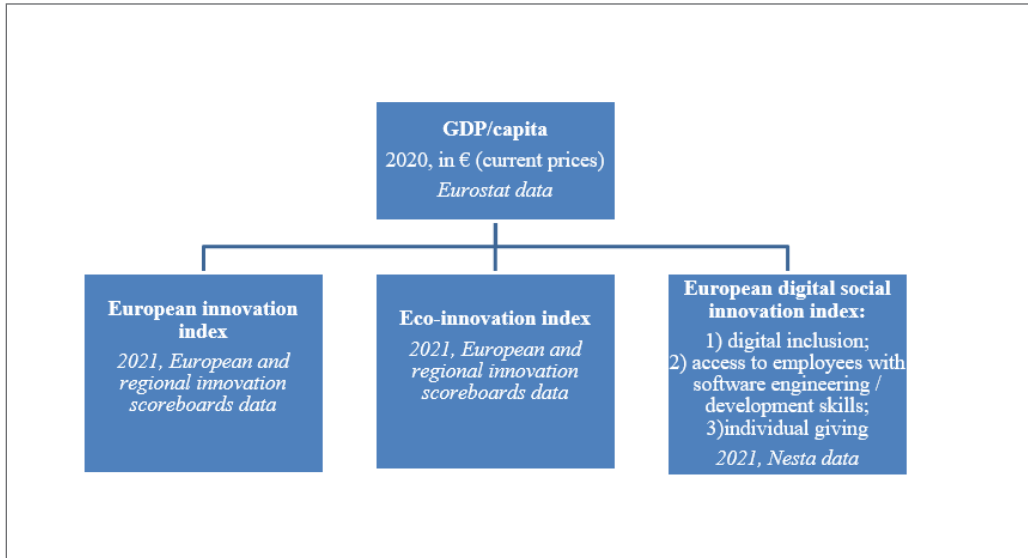 GDP/capita
2020, in € (current prices)
Eurostat data
European innovation
index
2021, European and
regional innovation
scoreboards data
Eco-innovation index
2021, European and
regional innovation
scoreboards data
European digital social
innovation index:
1) digital inclusion;
2) access to employees with
software engineering /
development skills;
3)individual giving
2021, Nesta data